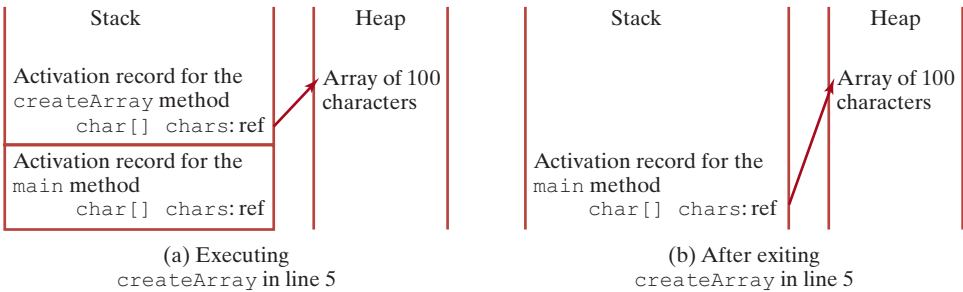 Stack
Heap
Activation record for the
createArray method
char[] chars: ref
Array of 100
characters
Activation record for the
main method
char[] chars: ref
(a) Executing
createArray in line 5
Stack
Heap
Array of 100
characters
Activation record for the
main method
char[] chars: ref
(b) After exiting
createArray in line 5